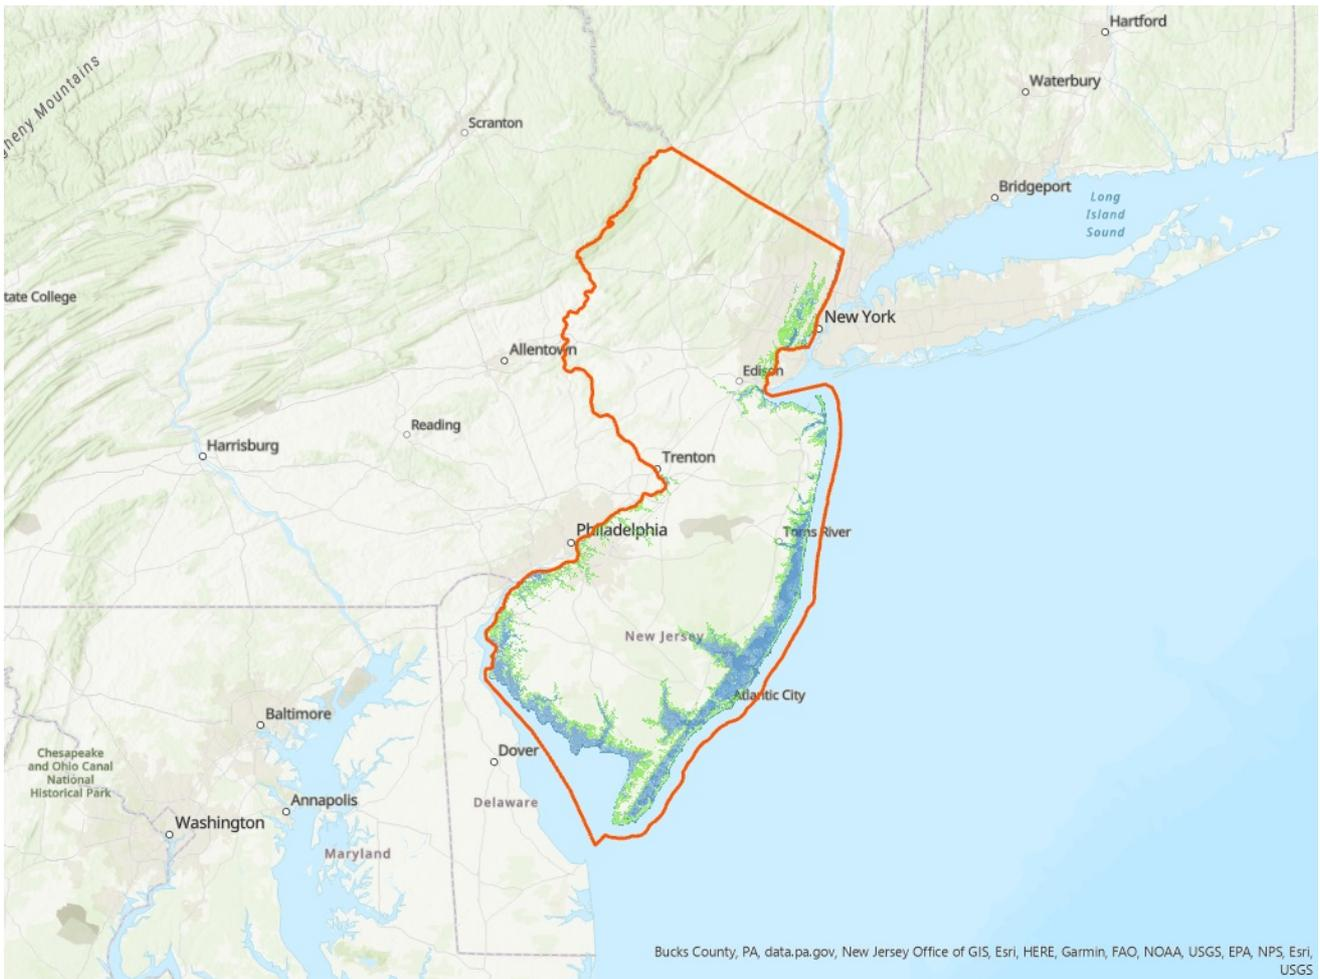 Hartford
Waterbury
gheny Mountains
Scranton
Bridgeport
Long
Island
Sound
tate College
New York
Allentown
Edison
Reading
Harrisburg
Trenton
Philadelphia
Toms River
New Jersey
Atlantic City
Baltimore
Dover
Chesapeake
and Ohio Canal
National
Historical Park
Annapolis
Delaware
Washington
Maryland
Bucks County, PA, data.pa.gov, New Jersey Office of GIS, Esri, HERE, Garmin, FAO, NOAA, USGS, EPA, NPS, Esri,
USGS